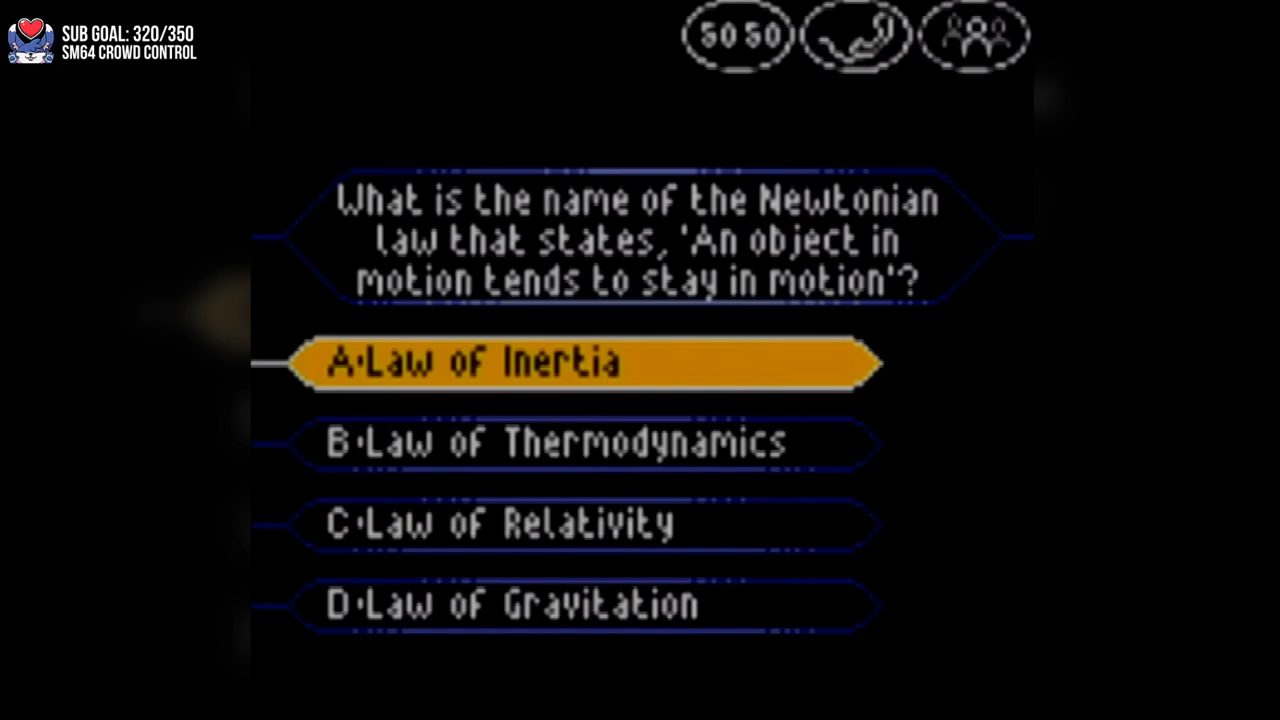 SUB GOAL: 320/350
SM64 CROWD CONTROL
50 50
What is the name of the Newtonian
law that states, 'An object in
motion tends to stay in motion'?
A·Law of Inertia
B·Law of Thermodynamics
C·Law of Relativity
D·Law of Gravitation